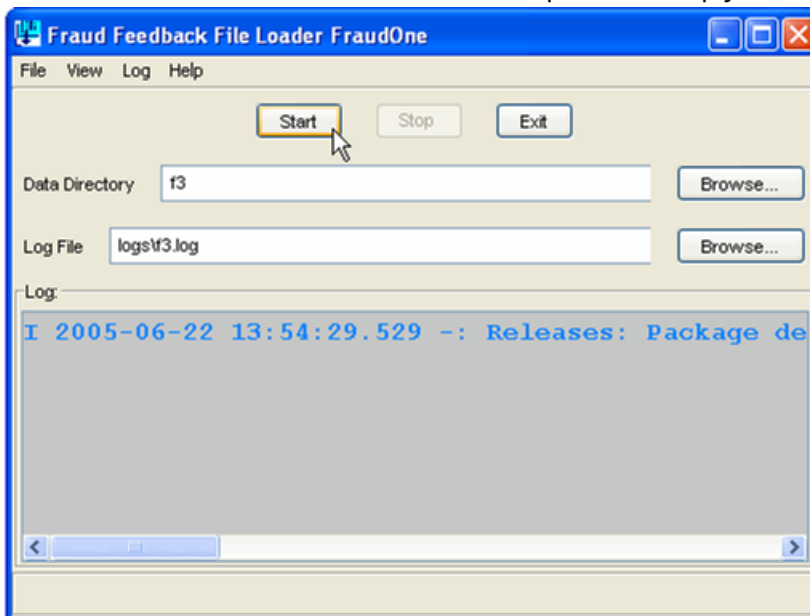 Fraud Feedback File Loader FraudOne
File View Log Help
Start Stop Exit
Data Directory f3 Browse...
Log File logs\f3.log Browse...
Log:
I 2005-06-22 13:54:29.529 -: Releases: Package de